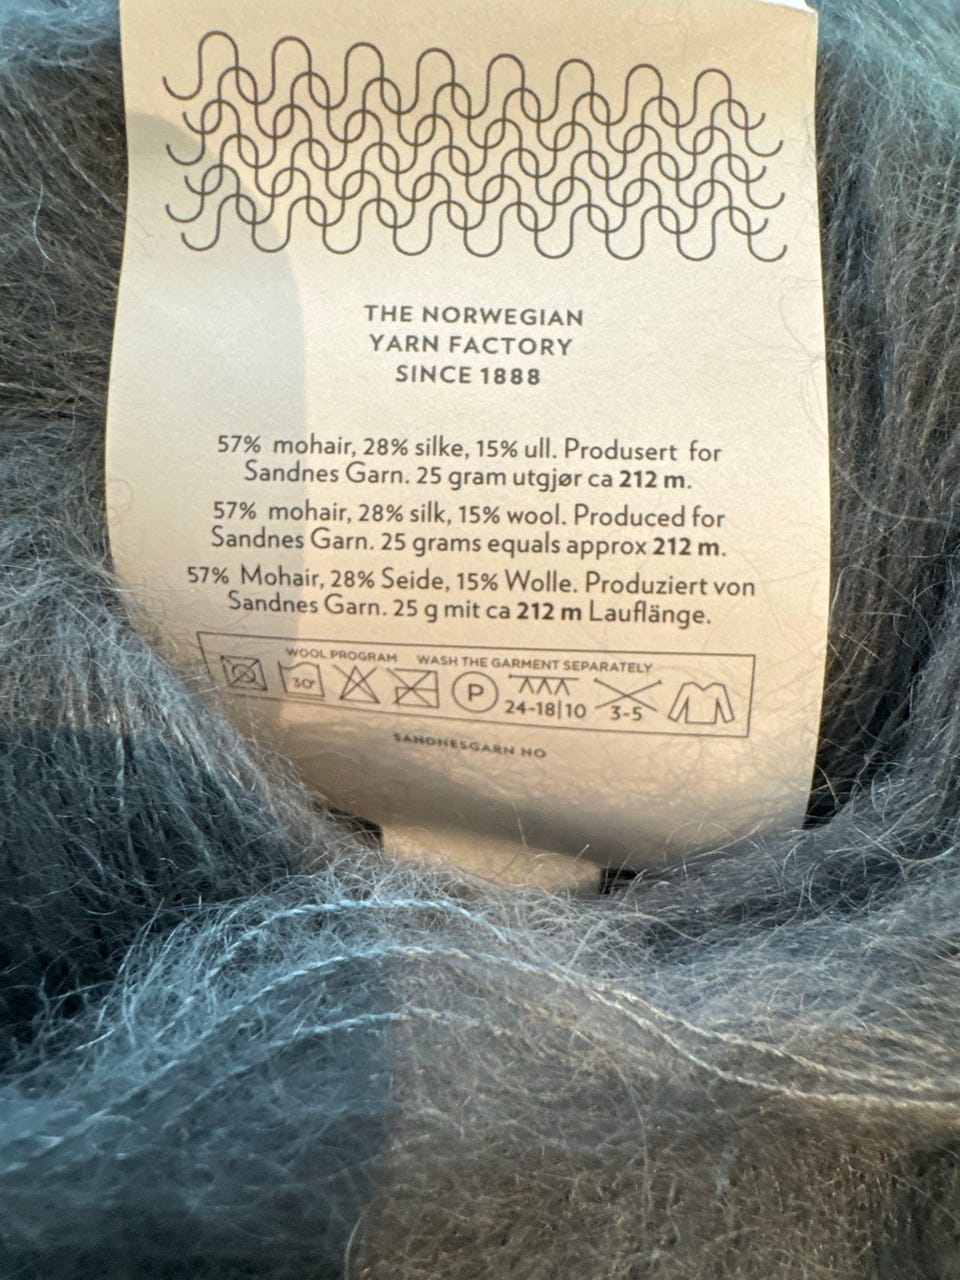 THE NORWEGIAN
YARN FACTORY
SINCE 1888
57% mohair, 28% silke, 15% ull. Produsert for
Sandnes Garn. 25 gram utgjør ca 212 m.
57% mohair, 28% silk, 15% wool. Produced for
Sandnes Garn. 25 grams equals approx 212 m.
57% Mohair, 28% Seide, 15% Wolle. Produziert von
Sandnes Garn. 25 g mit ca 212 m Lauflänge.
WOOL PROGRAM WASH THE GARMENT SEPARATELY
30° P 24-18|10 3-5
SANDNESGARN NO